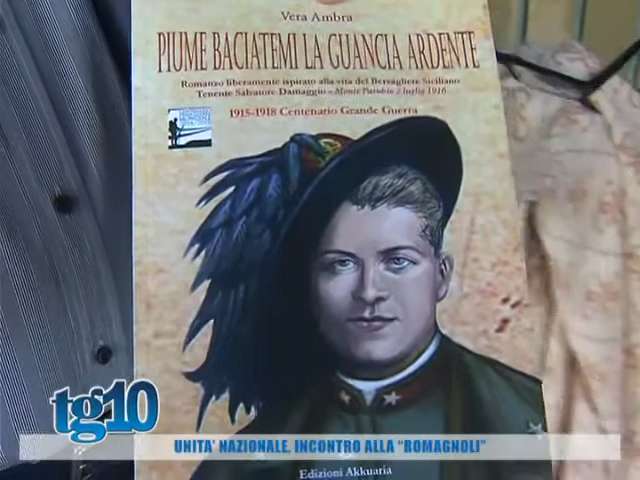 Vera Ambra
PIUME BACIATEMI LA GUANCIA ARDENTE
Romanzo liberamente ispirato alla vita del Bersagliere Siciliano
Tenente Salvatore Damaggio - Monte Pasubio 2 luglio 1916
1915-1918 Centenario Grande Guerra
tg10
UNITA' NAZIONALE, INCONTRO ALLA "ROMAGNOLI"
Edizioni Akkuaria